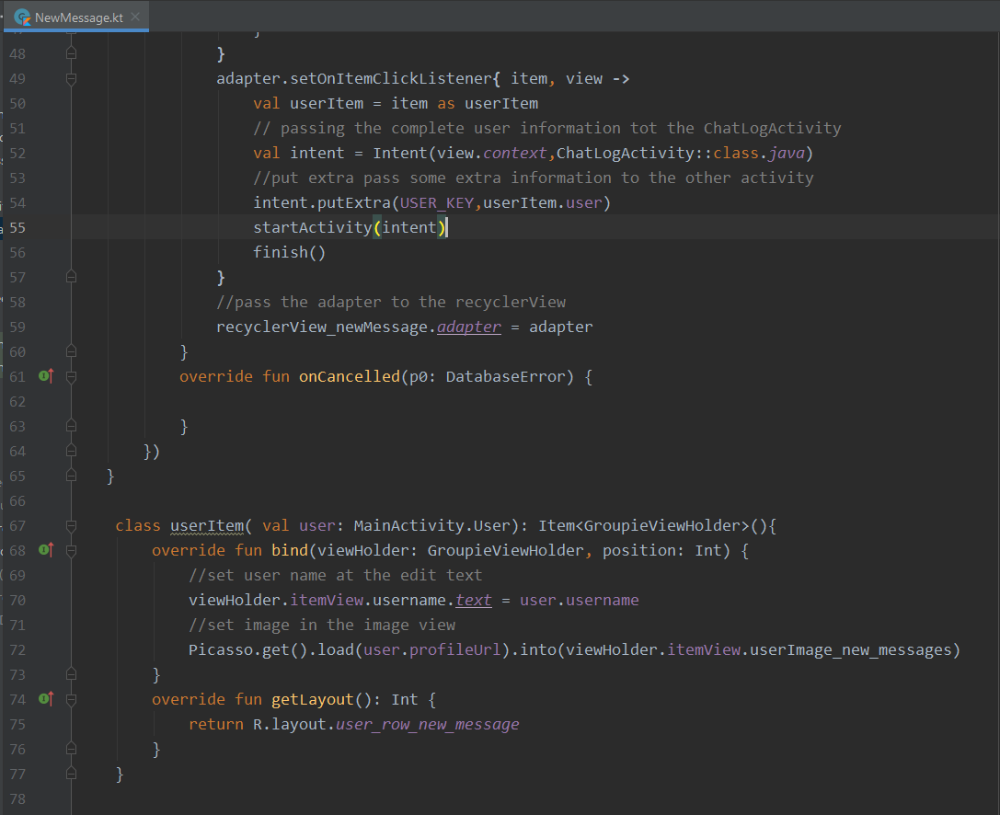 NewMessage.kt
48 }
49 adapter.setOnItemClickListener{ item, view ->
50 val userItem = item as userItem
51 // passing the complete user information tot the ChatLogActivity
52 val intent = Intent(view.context,ChatLogActivity::class.java)
53 //put extra pass some extra information to the other activity
54 intent.putExtra(USER_KEY,userItem.user)
55 startActivity(intent)
56 finish()
57 }
58 //pass the adapter to the recyclerView
59 recyclerView_newMessage.adapter = adapter
60 }
61 override fun onCancelled(p0: DatabaseError) {
62
63 }
64 })
65 }
66
67 class userItem( val user: MainActivity.User): Item<GroupieViewHolder>(){
68 override fun bind(viewHolder: GroupieViewHolder, position: Int) {
69 //set user name at the edit text
70 viewHolder.itemView.username.text = user.username
71 //set image in the image view
72 Picasso.get().load(user.profileUrl).into(viewHolder.itemView.userImage_new_messages)
73 }
74 override fun getLayout(): Int {
75 return R.layout.user_row_new_message
76 }
77 }
78